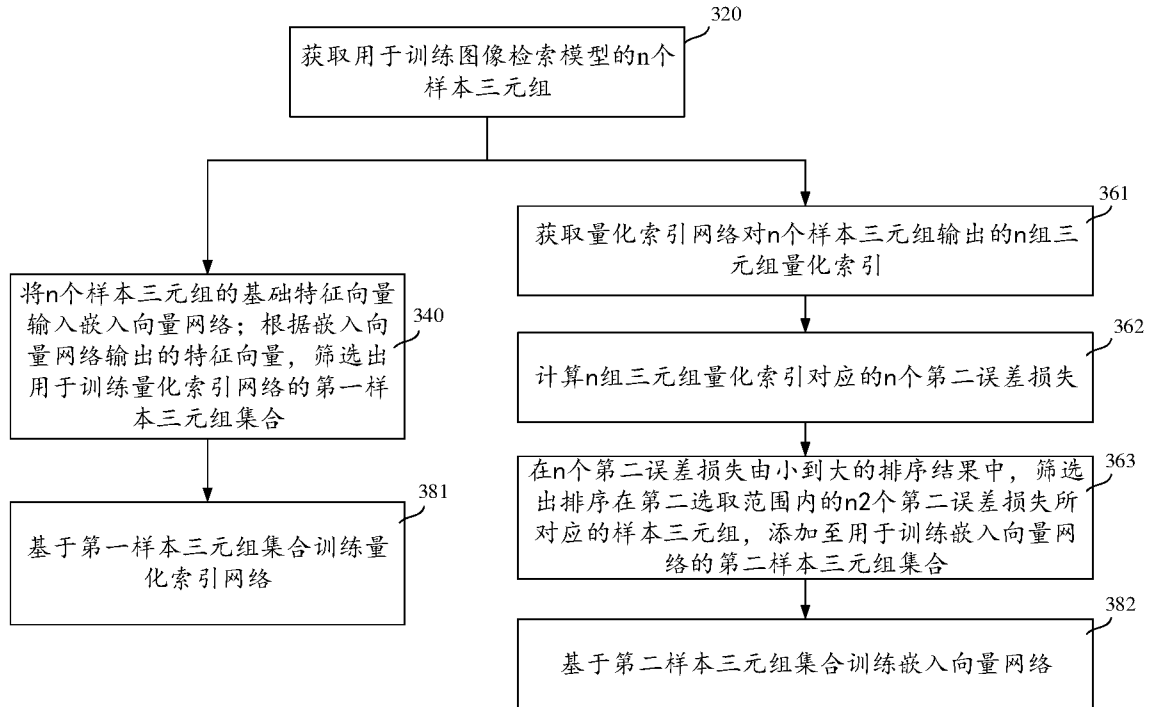 320
获取用于训练图像检索模型的n个
样本三元组
340
将n个样本三元组的基础特征向量
输入嵌入向量网络；根据嵌入向
量网络输出的特征向量，筛选出
用于训练量化索引网络的第一样
本三元组集合
381
基于第一样本三元组集合训练量
化索引网络
361
获取量化索引网络对n个样本三元组输出的n组三
元组量化索引
362
计算n组三元组量化索引对应的n个第二误差损失
363
在n个第二误差损失由小到大的排序结果中，筛选
出排序在第二选取范围内的n2个第二误差损失所
对应的样本三元组，添加至用于训练嵌入向量网
络的第二样本三元组集合
382
基于第二样本三元组集合训练嵌入向量网络